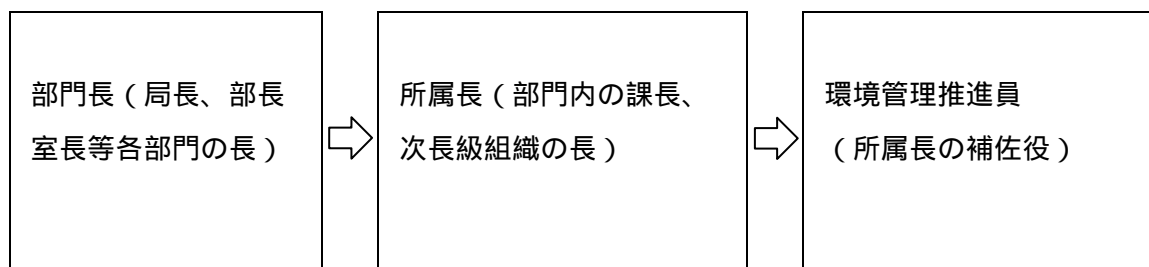 部門長(局長、部長
室長等各部門の長)
所属長(部門内の課長、
次長級組織の長)
環境管理推進員
(所属長の補佐役)